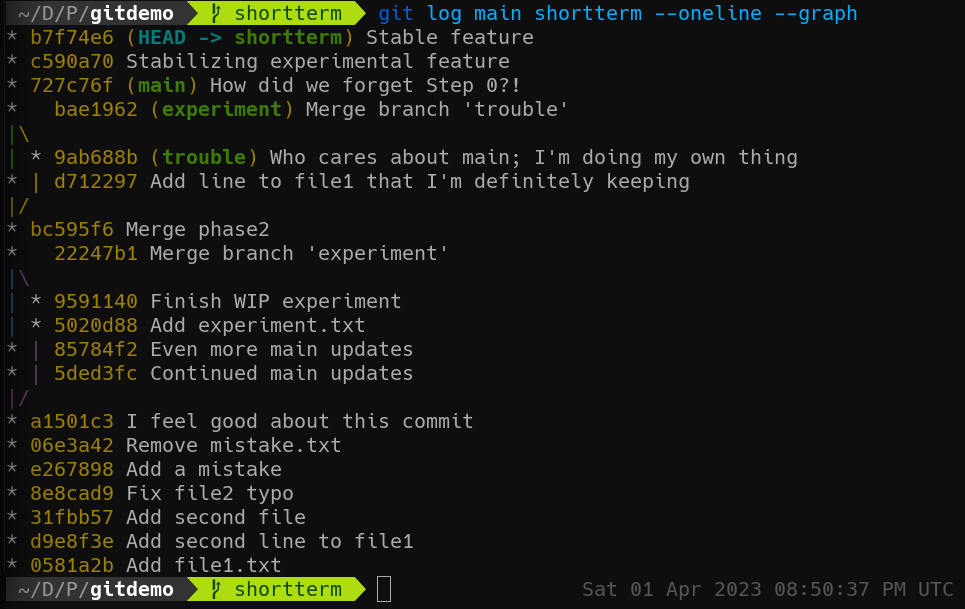 ~/D/P/gitdemo shortterm git log main shortterm --oneline --graph
* b7f74e6 (HEAD -> shortterm) Stable feature
* c590a70 Stabilizing experimental feature
* 727c76f (main) How did we forget Step 0?!
*   bae1962 (experiment) Merge branch 'trouble'
|\
| * 9ab688b (trouble) Who cares about main; I'm doing my own thing
* | d712297 Add line to file1 that I'm definitely keeping
|/
* bc595f6 Merge phase2
*   22247b1 Merge branch 'experiment'
|\
| * 9591140 Finish WIP experiment
| * 5020d88 Add experiment.txt
* | 85784f2 Even more main updates
* | 5ded3fc Continued main updates
|/
* a1501c3 I feel good about this commit
* 06e3a42 Remove mistake.txt
* e267898 Add a mistake
* 8e8cad9 Fix file2 typo
* 31fbb57 Add second file
* d9e8f3e Add second line to file1
* 0581a2b Add file1.txt
~/D/P/gitdemo shortterm Sat 01 Apr 2023 08:50:37 PM UTC